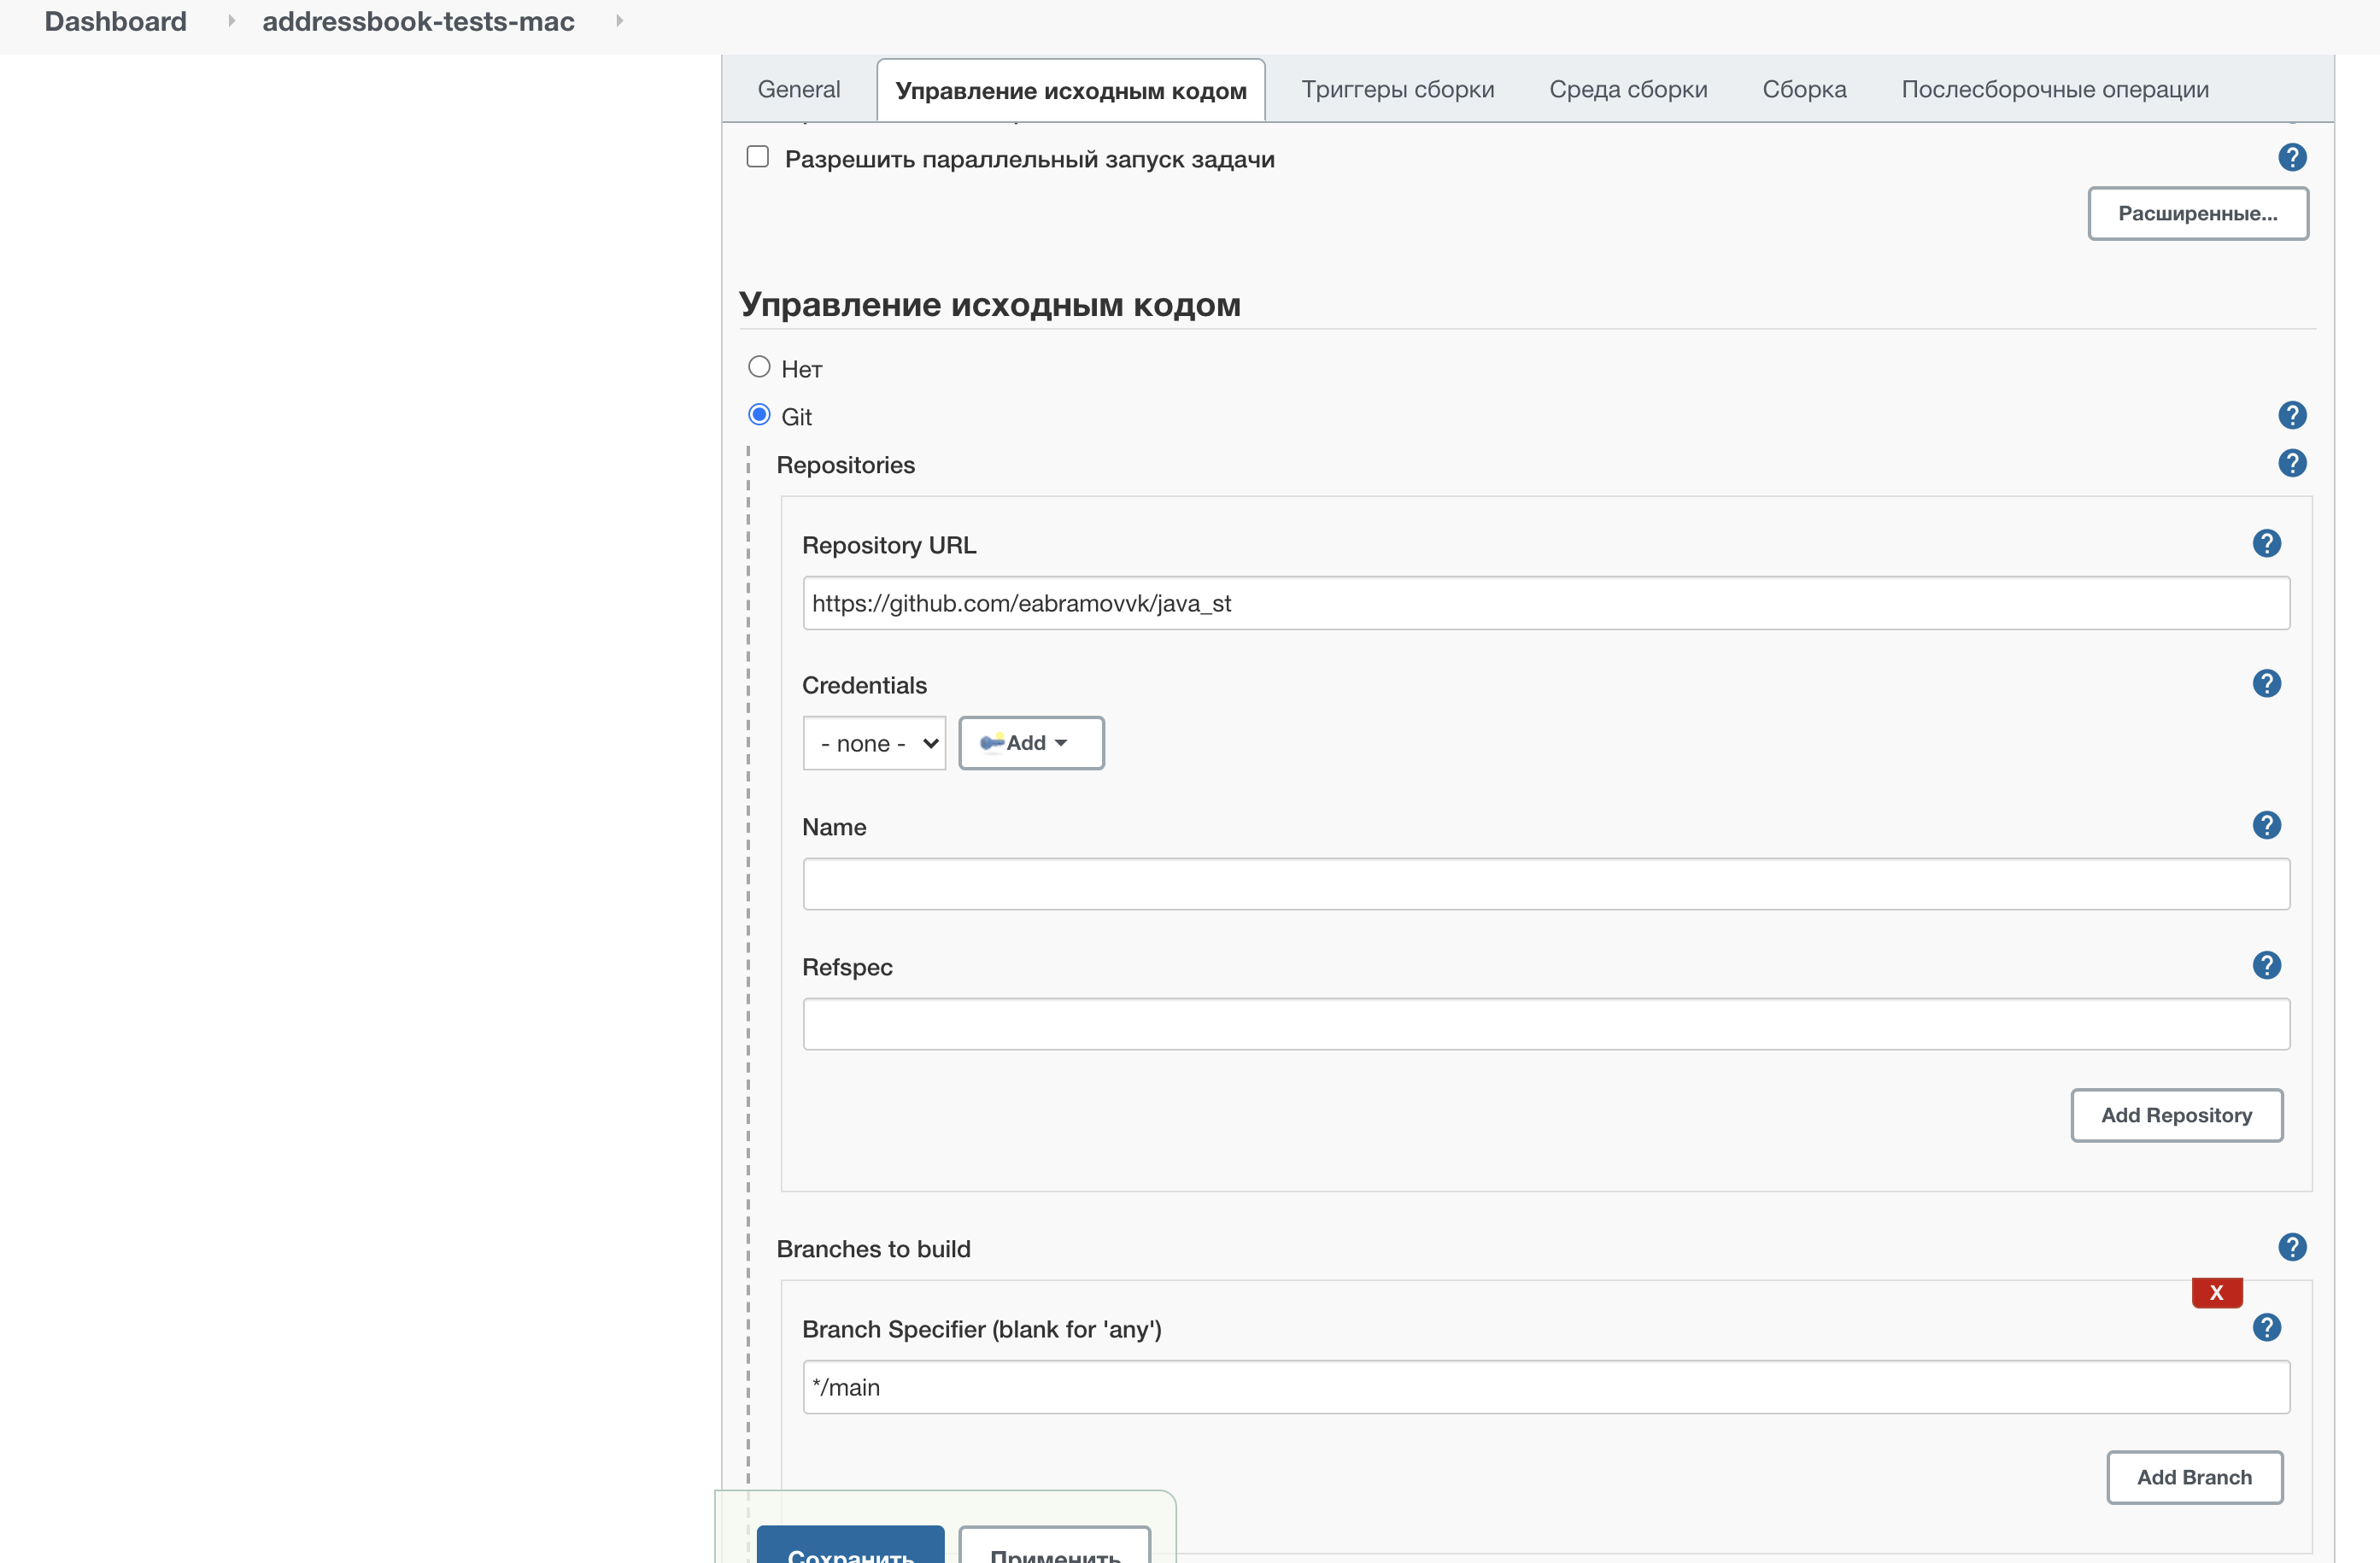 Dashboard addressbook-tests-mac
General Управление исходным кодом Триггеры сборки Среда сборки Сборка Послесборочные операции
Разрешить параллельный запуск задачи ?
Расширенные...
Управление исходным кодом
Нет
Git ?
Repositories ?
Repository URL ?
https://github.com/eabramovvk/java_st
Credentials ?
- none - Add
Name ?
Refspec ?
Add Repository
Branches to build ?
X
Branch Specifier (blank for 'any') ?
*/main
Add Branch
Сохранить Применить